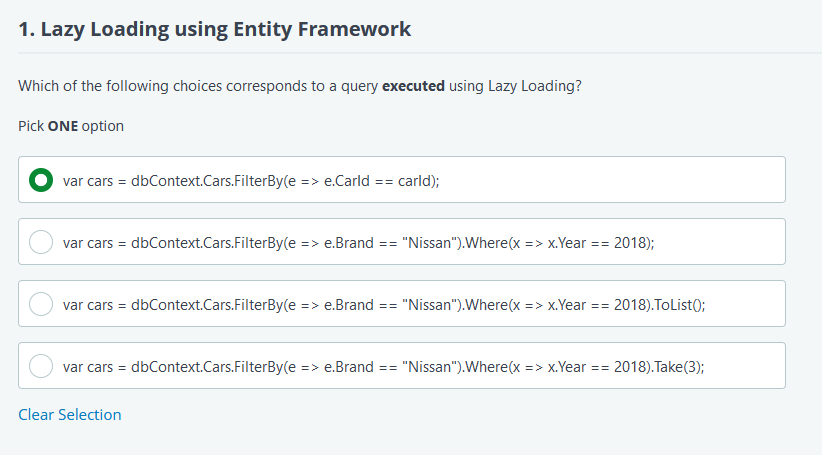 1. Lazy Loading using Entity Framework
Which of the following choices corresponds to a query executed using Lazy Loading?
Pick ONE option
var cars = dbContext.Cars.FilterBy(e => e.CarId == carId);
var cars = dbContext.Cars.FilterBy(e => e.Brand == "Nissan").Where(x => x.Year == 2018);
var cars = dbContext.Cars.FilterBy(e => e.Brand == "Nissan").Where(x => x.Year == 2018).ToList();
var cars = dbContext.Cars.FilterBy(e => e.Brand == "Nissan").Where(x => x.Year == 2018).Take(3);
Clear Selection